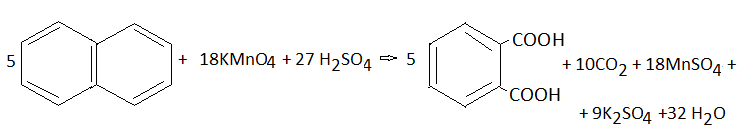 5 + 18KMnO4 + 27 H2SO4 ⇨ 5 COOH
COOH + 10CO2 + 18MnSO4 +
+ 9K2SO4 +32 H2O